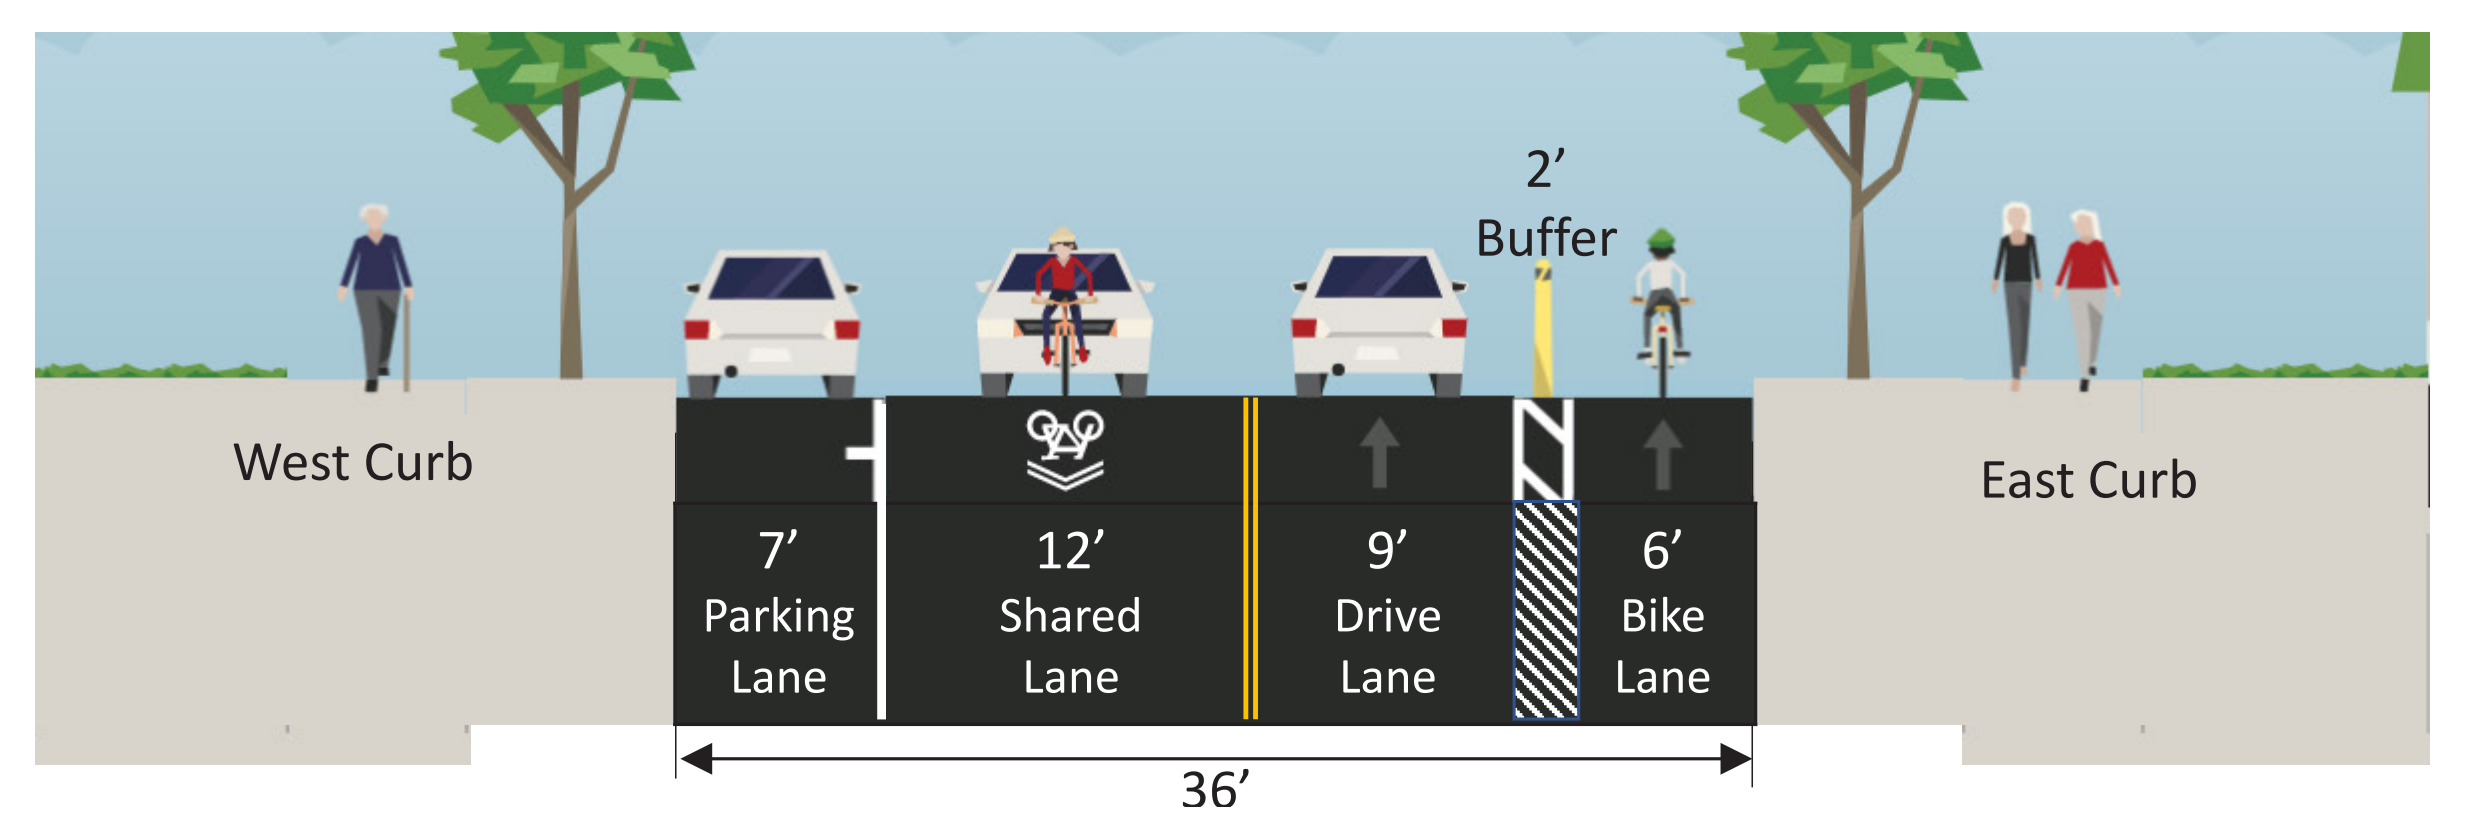 2’
Buffer
West Curb
East Curb
7’
Parking
Lane
12’
Shared
Lane
9’
Drive
Lane
6’
Bike
Lane
36’